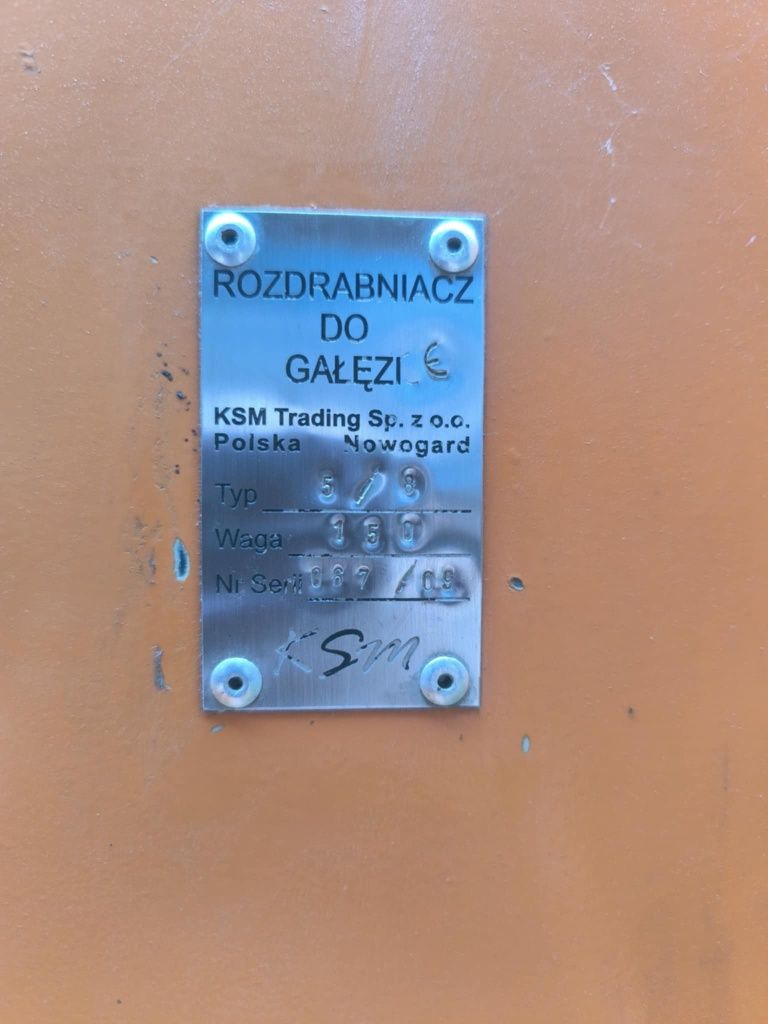 ROZDRABNIACZ
DO
GAŁĘZI CE
KSM Trading Sp. z o.o.
Polska Nowogard
Typ 5/8
Waga 150
Nr Serii 067/09
KSM